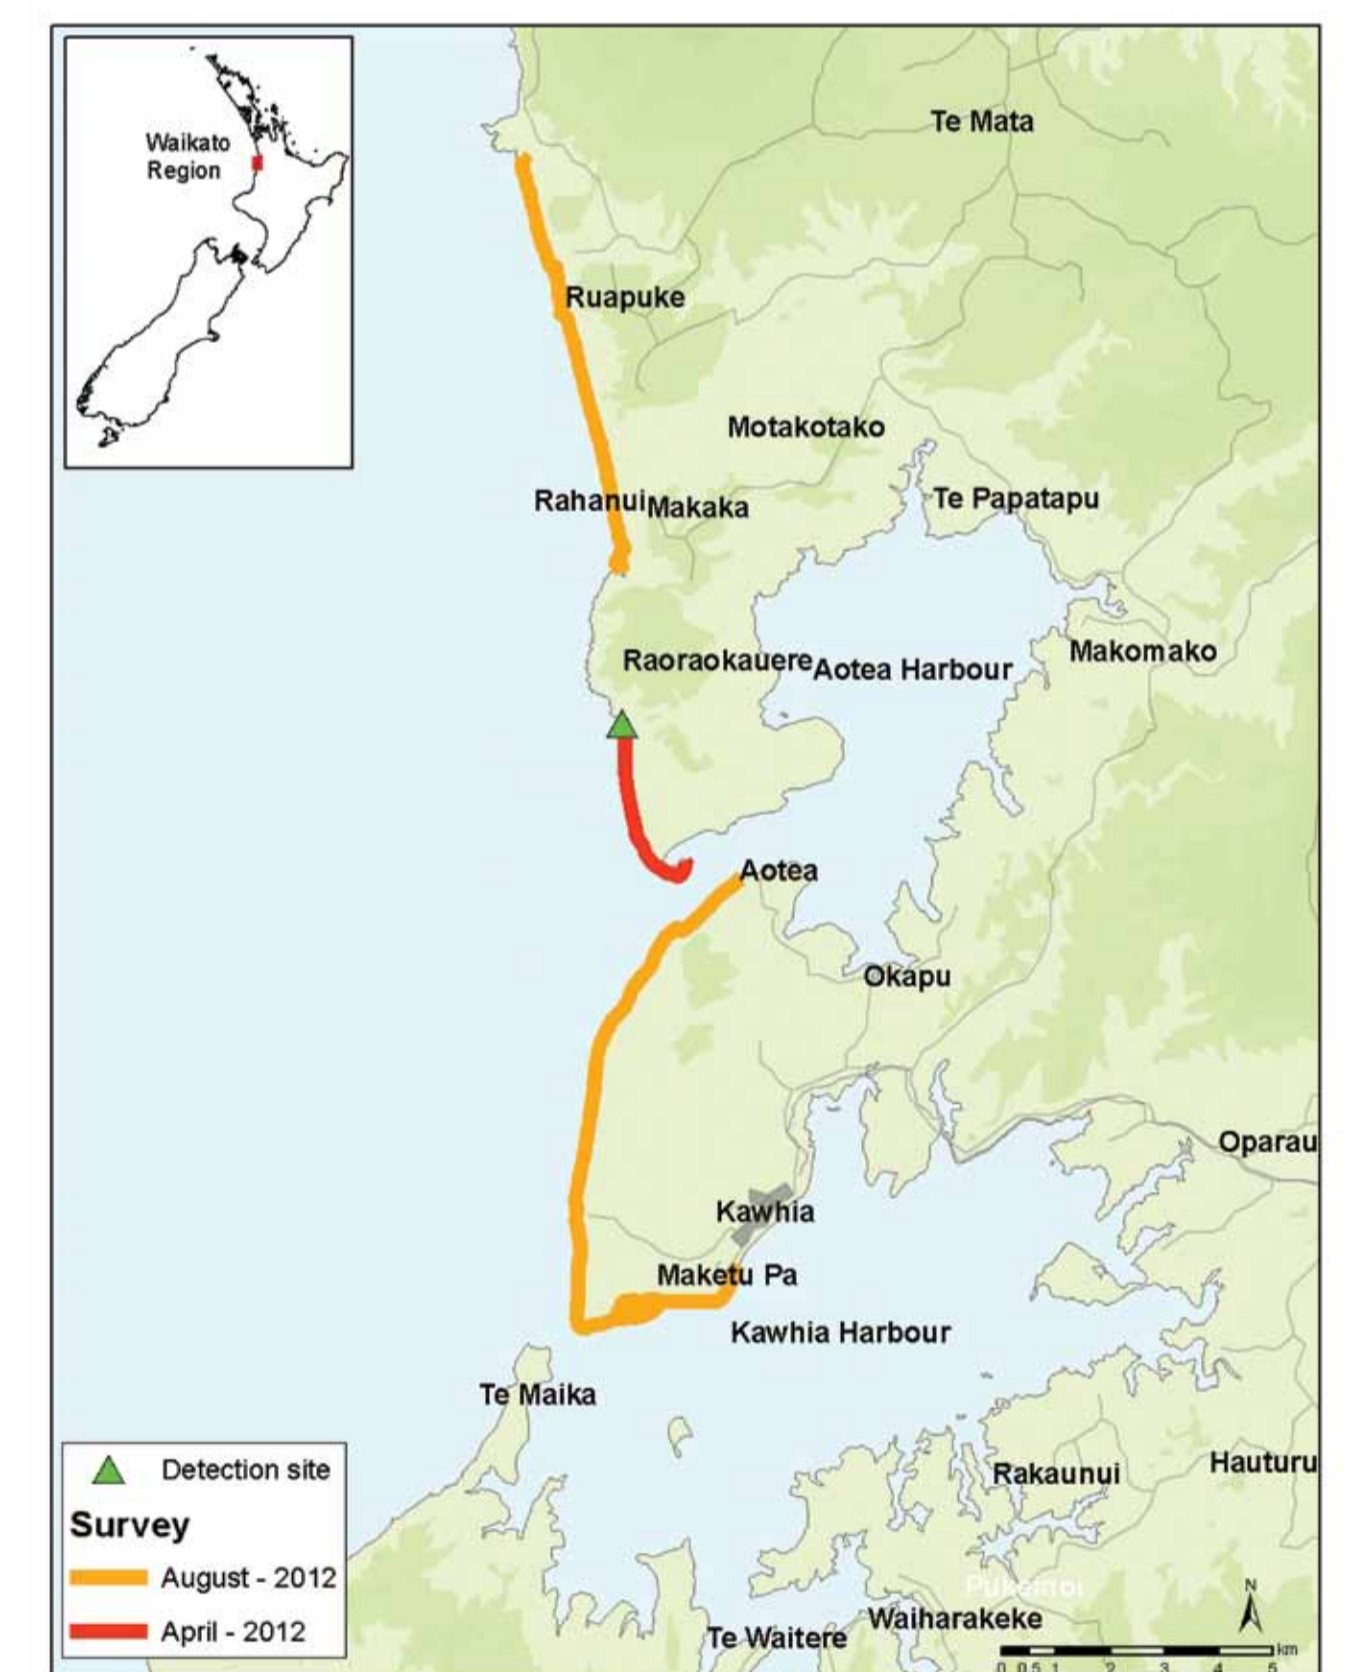 Waikato
Region
Te Mata
Ruapuke
Motakotako
Rahanui
Makaka
Te Papatapu
Raoraokauere
Aotea Harbour
Makomako
Aotea
Okapu
Oparau
Kawhia
Maketu Pa
Kawhia Harbour
Te Maika
Rakaunui
Hauturu
Waiharakeke
Te Waitere
Detection site
Survey
August - 2012
April - 2012
N
km
0 0.5 1 2 3 4 5